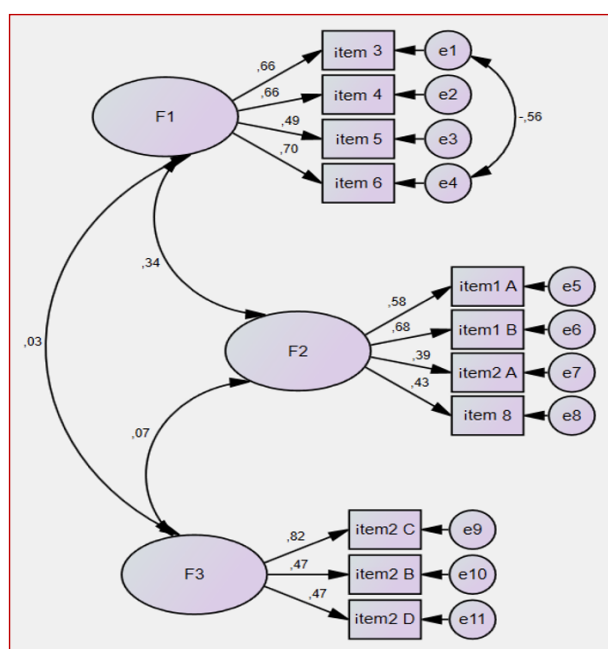 item 3
e1
,66
item 4
e2
,66
F1
-,56
,49
item 5
e3
,70
item 6
e4
,34
,58
item1 A
e5
,68
item1 B
e6
,03
F2
,39
item2 A
e7
,43
item 8
e8
,07
,82
item2 C
e9
F3
,47
item2 B
e10
,47
item2 D
e11